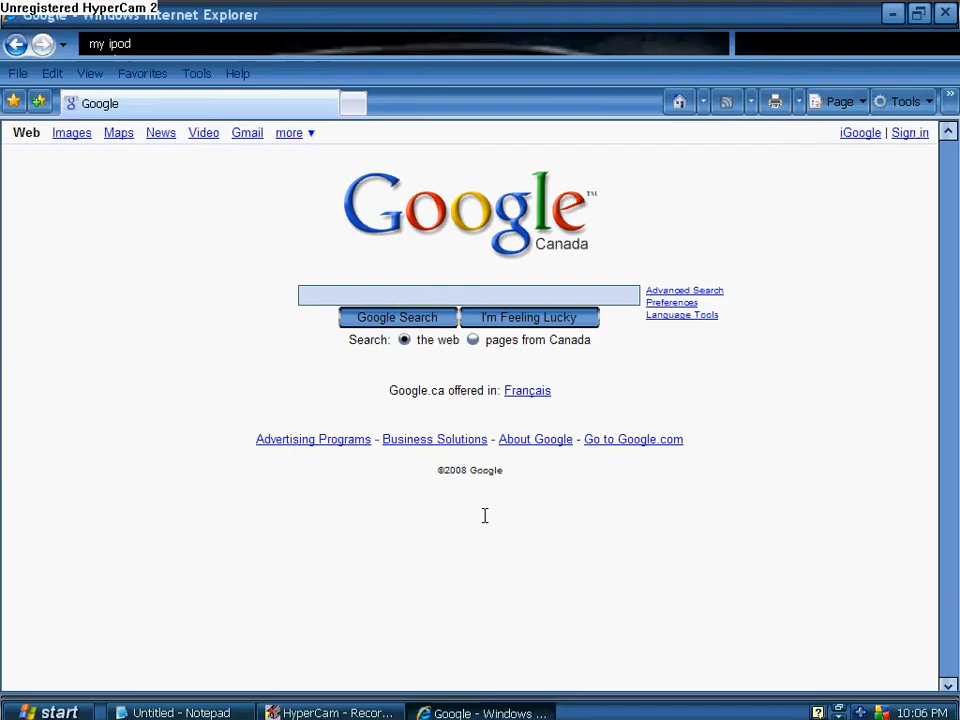 Unregistered HyperCam 2
Google - Windows Internet Explorer
my ipod
File Edit View Favorites Tools Help
Google
Page Tools
Web Images Maps News Video Gmail more ▼
iGoogle | Sign in
Google™
Canada
Advanced Search
Preferences
Language Tools
Google Search I'm Feeling Lucky
Search: the web pages from Canada
Google.ca offered in: Français
Advertising Programs - Business Solutions - About Google - Go to Google.com
©2008 Google
start Untitled - Notepad HyperCam - Recor... Google - Windows ... 10:06 PM